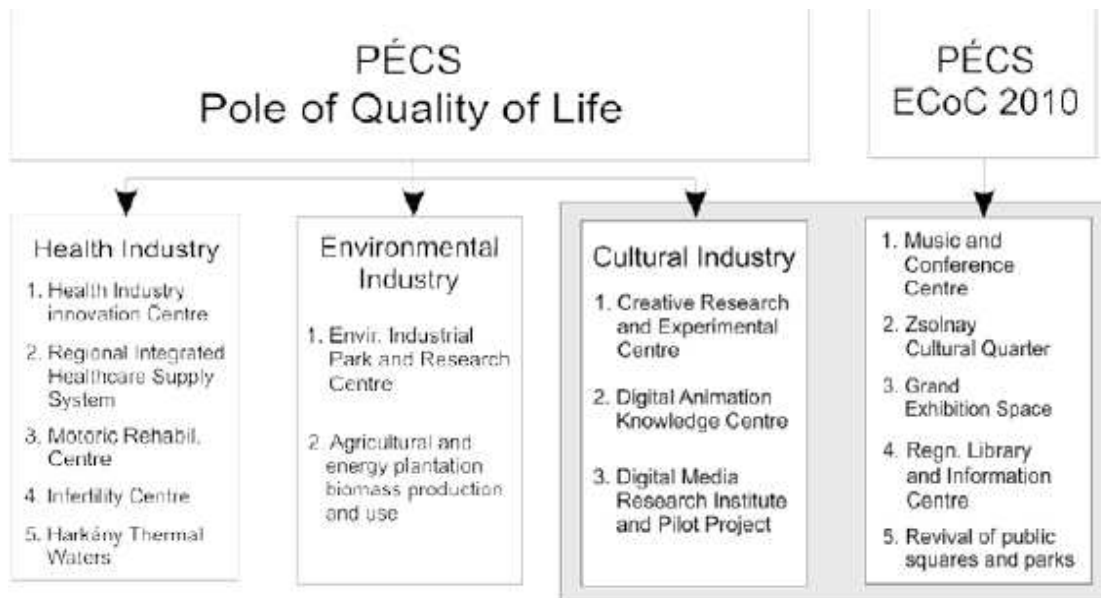 PÉCS
Pole of Quality of Life
PÉCS
ECoC 2010
Health Industry
1. Health Industry
innovation Centre
2. Regional Integrated
Healthcare Supply
System
3. Motoric Rehabil.
Centre
4. Infertility Centre
5. Harkány Thermal
Waters
Environmental
Industry
1. Envir. Industrial
Park and Research
Centre
2. Agricultural and
energy plantation
biomass production
and use
Cultural Industry
1. Creative Research
and Experimental
Centre
2. Digital Animation
Knowledge Centre
3. Digital Media
Research Institute
and Pilot Project
1. Music and
Conference
Centre
2. Zsolnay
Cultural Quarter
3. Grand
Exhibition Space
4. Regn. Library
and Information
Centre
5. Revival of public
squares and parks